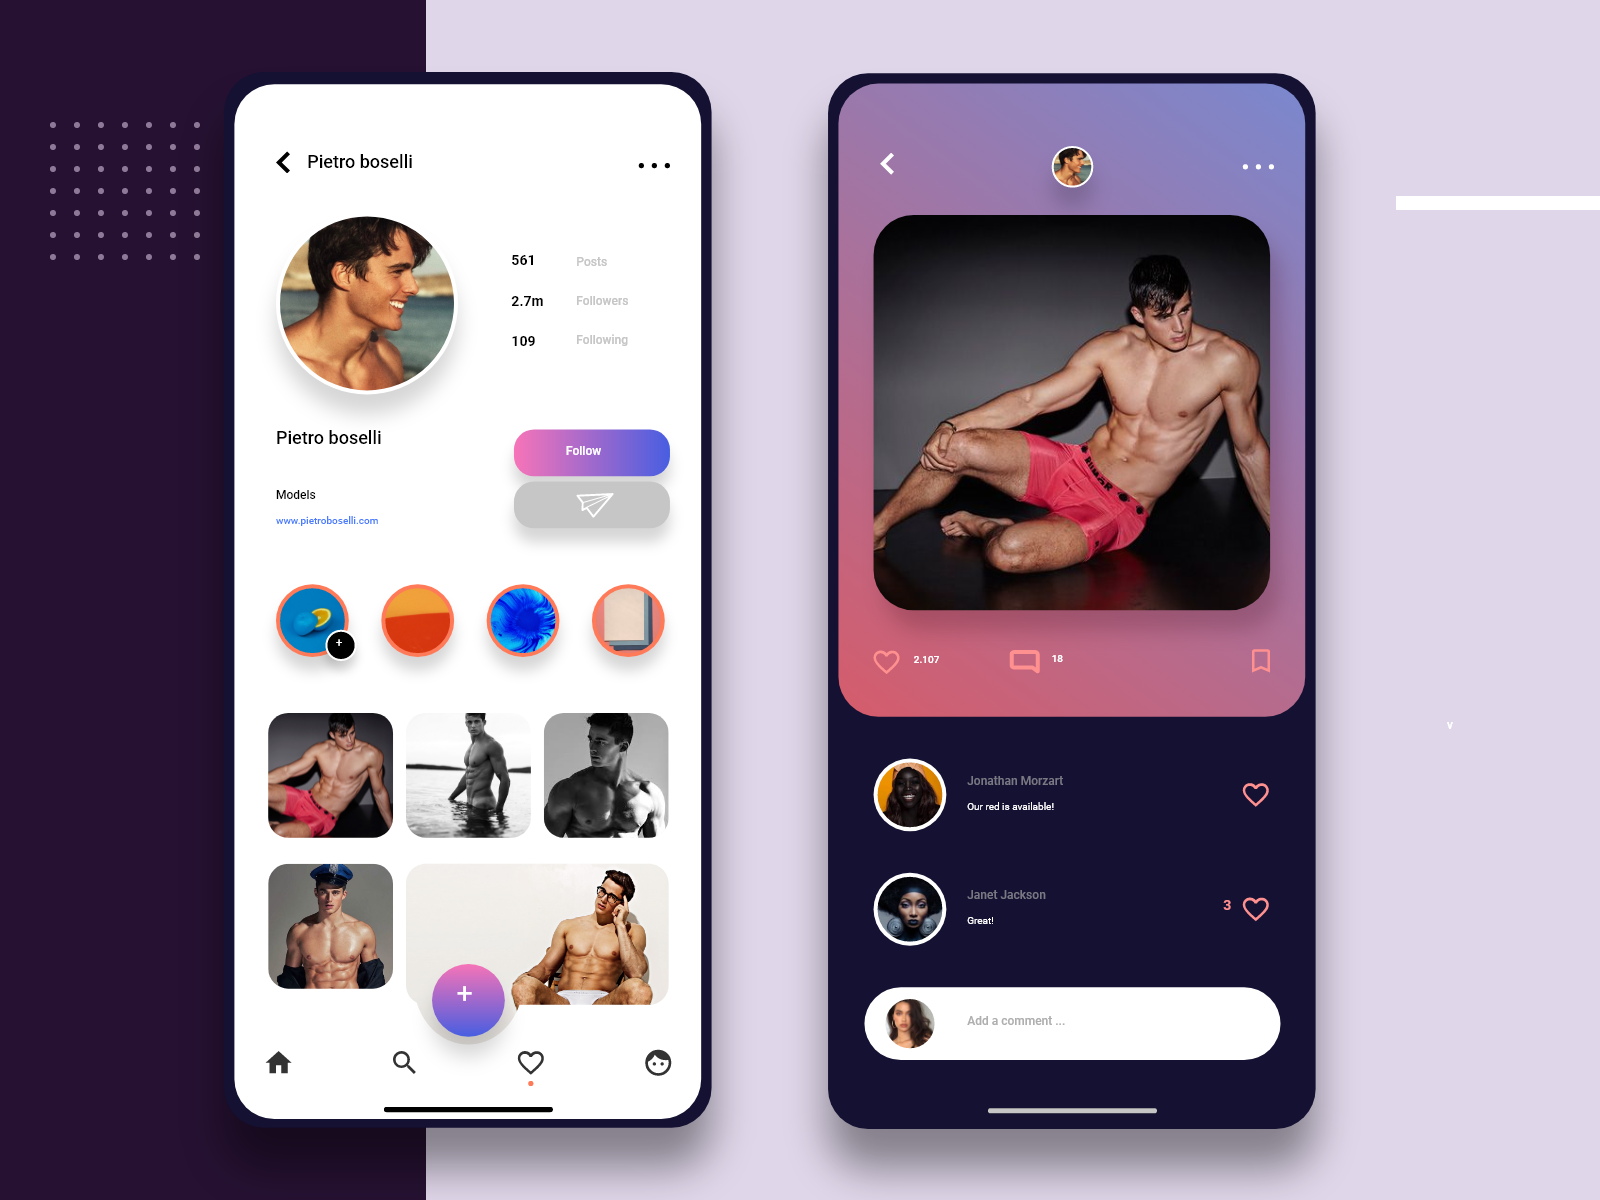 Pietro boselli
561 Posts
2.7m Followers
109 Following
Pietro boselli
Follow
Models
www.pietroboselli.com
+
+
2.107
18
Jonathan Morzart
Our red is available!
Janet Jackson
Great!
3
Add a comment ...
v